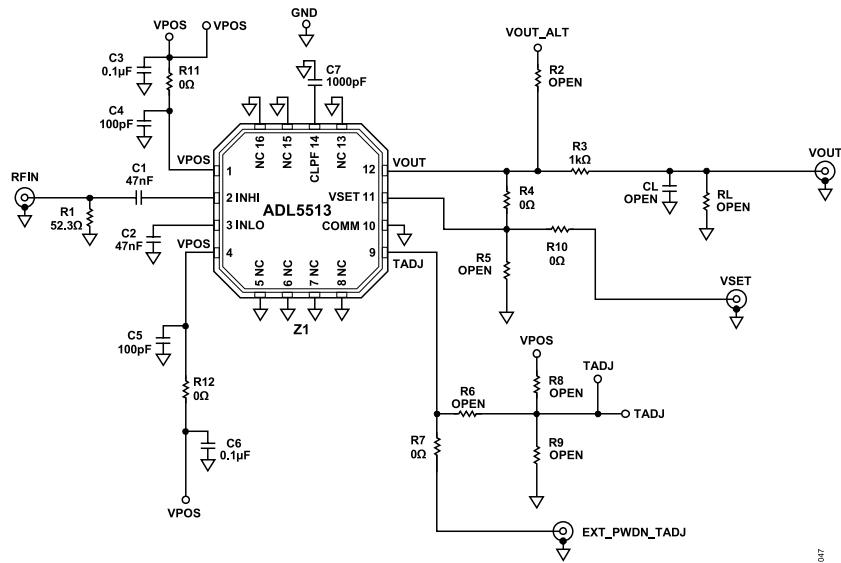 VPOS
VPOS
GND
VOUT_ALT
C3
0.1µF
R11
0Ω
C7
1000pF
R2
OPEN
C4
100pF
NC 16
NC 15
CLPF 14
NC 13
VPOS
1
12
VOUT
R3
1kΩ
VOUT
RFIN
C1
47nF
2 INHI
VSET 11
R4
0Ω
CL
OPEN
RL
OPEN
ADL5513
R1
52.3Ω
C2
47nF
3 INLO
COMM 10
VPOS
4
9
TADJ
R5
OPEN
R10
0Ω
5 NC
6 NC
7 NC
8 NC
VSET
Z1
C5
100pF
VPOS
R12
0Ω
R8
OPEN
TADJ
R6
OPEN
TADJ
R7
0Ω
R9
OPEN
C6
0.1µF
VPOS
EXT_PWDN_TADJ
047